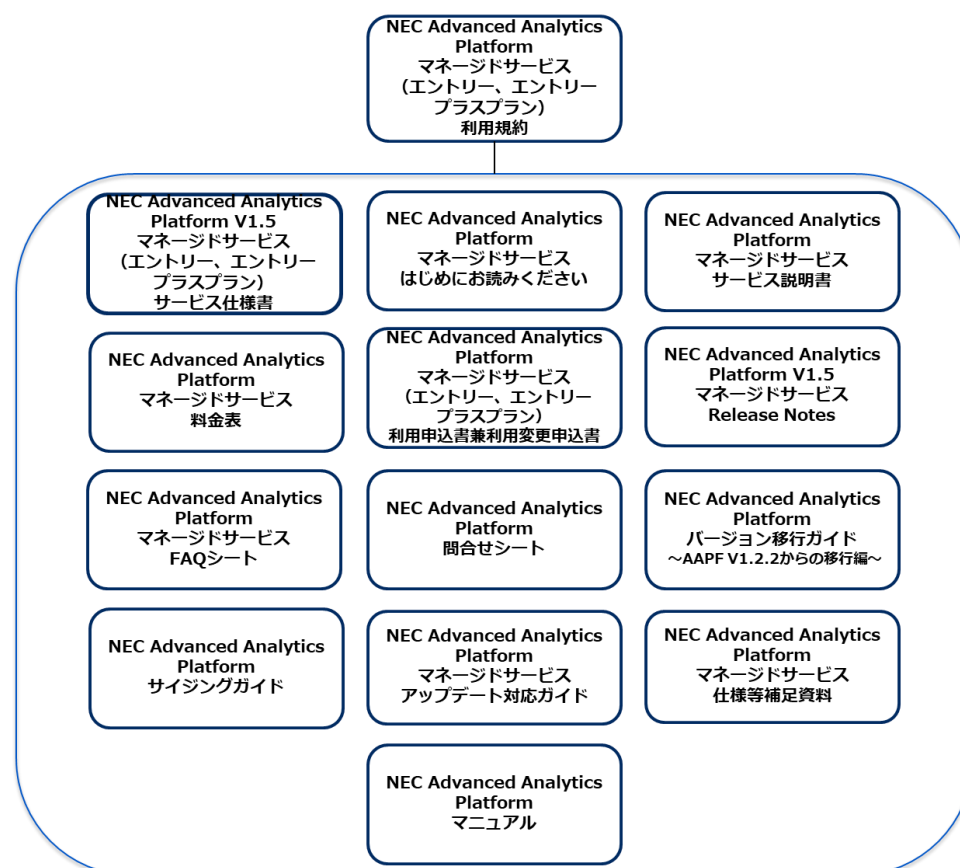 NEC Advanced Analytics
Platform
マネージドサービス
（エントリー、エントリー
プラスプラン）
利用規約
NEC Advanced Analytics
Platform V1.5
マネージドサービス
（エントリー、エントリー
プラスプラン）
サービス仕様書
NEC Advanced Analytics
Platform
マネージドサービス
はじめにお読みください
NEC Advanced Analytics
Platform
マネージドサービス
サービス説明書
NEC Advanced Analytics
Platform
マネージドサービス
料金表
NEC Advanced Analytics
Platform
マネージドサービス
（エントリー、エントリー
プラスプラン）
利用申込書兼利用変更申込書
NEC Advanced Analytics
Platform V1.5
マネージドサービス
Release Notes
NEC Advanced Analytics
Platform
マネージドサービス
FAQシート
NEC Advanced Analytics
Platform
問合せシート
NEC Advanced Analytics
Platform
バージョン移行ガイド
～AAPF V1.2.2からの移行編～
NEC Advanced Analytics
Platform
サイジングガイド
NEC Advanced Analytics
Platform
マネージドサービス
アップデート対応ガイド
NEC Advanced Analytics
Platform
マネージドサービス
仕様等補足資料
NEC Advanced Analytics
Platform
マニュアル